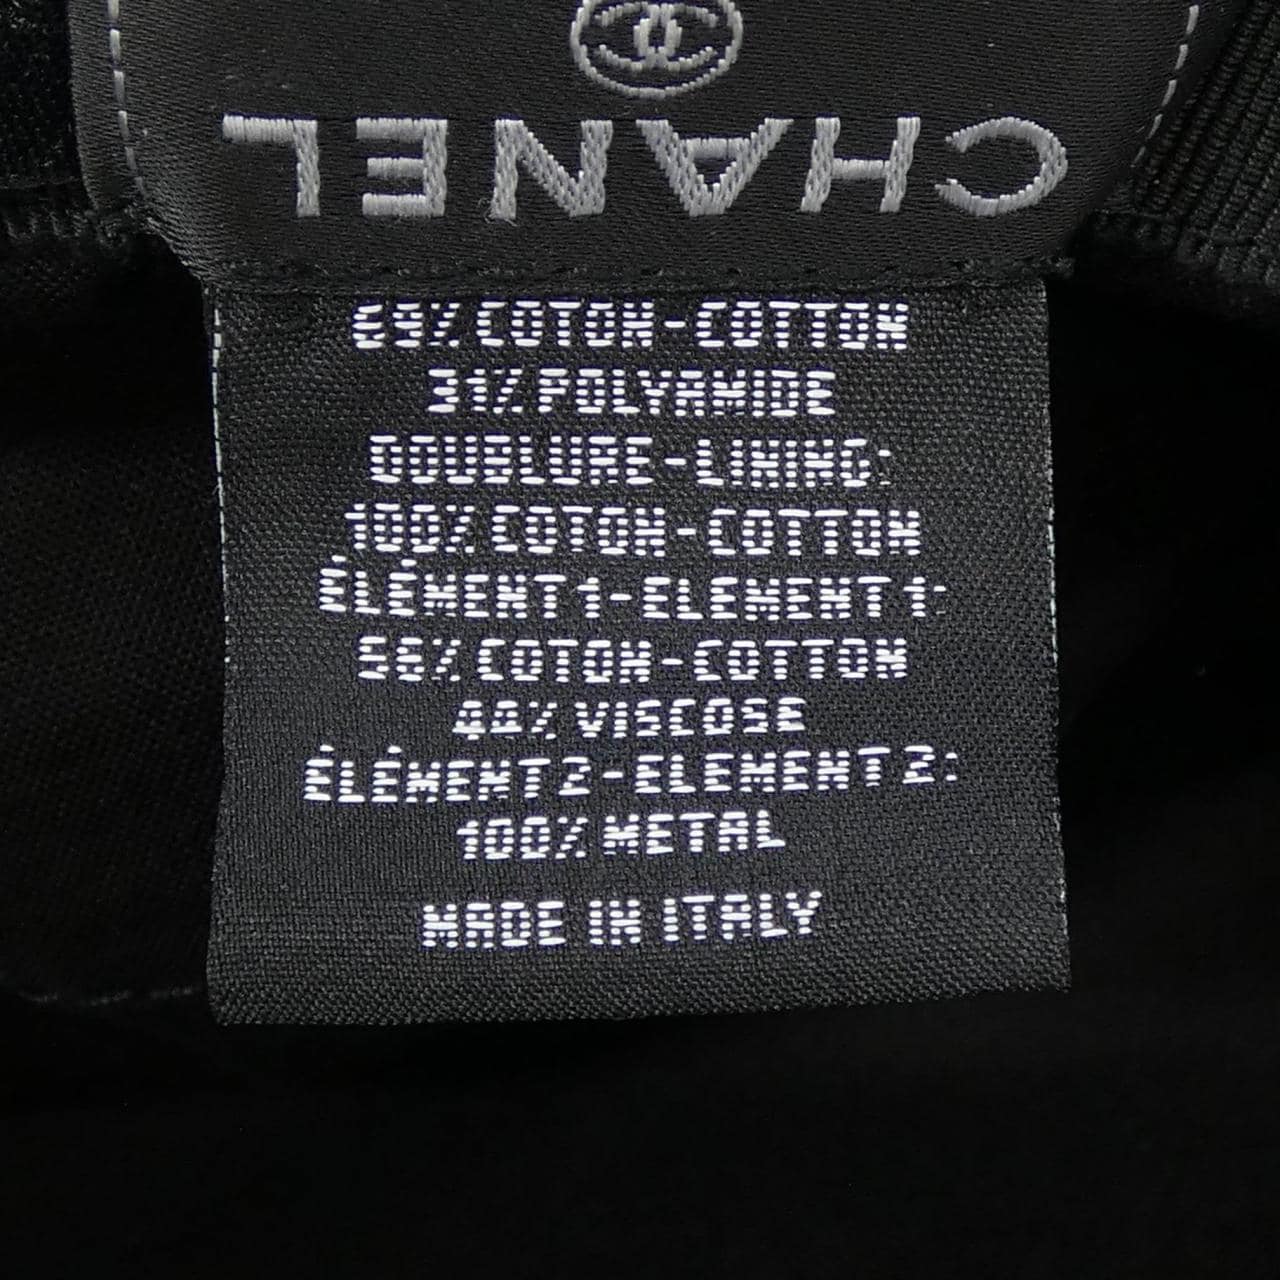 CHANEL
69% COTON-COTTON
31% POLYAMIDE
DOUBLURE-LINING:
100% COTON-COTTON
ÉLÉMENT1-ELEMENT1:
56% COTON-COTTON
44% VISCOSE
ÉLÉMENT2-ELEMENT2:
100% METAL
MADE IN ITALY